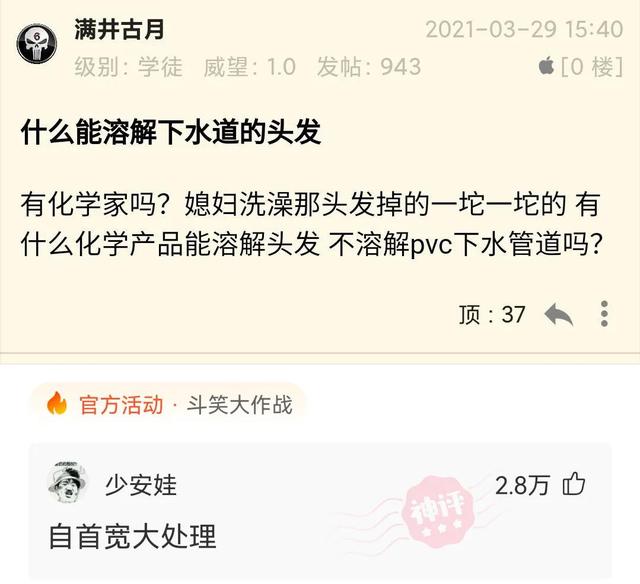 满井古月
2021-03-29 15:40
级别: 学徒 威望: 1.0 发帖: 943
[0 楼]
什么能溶解下水道的头发
有化学家吗？媳妇洗澡那头发掉的一坨一坨的 有
什么化学产品能溶解头发 不溶解pvc下水管道吗？
顶 : 37
官方活动 · 斗笑大作战
少安娃
2.8万
神评
自首宽大处理